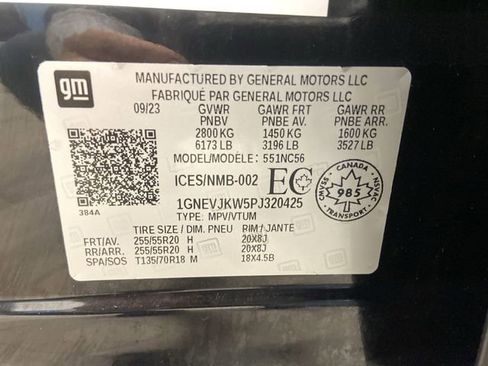 gm
MANUFACTURED BY GENERAL MOTORS LLC
FABRIQUÉ PAR GENERAL MOTORS LLC
09/23 GVWR GAWR FRT GAWR RR
PNBV PNBE AV. PNBE ARR.
2800 KG 1450 KG 1600 KG
6173 LB 3196 LB 3527 LB
MODEL/MODÈLE: 551NC56
ICES/NMB-002 EC
CANADA
CMVSS 985 NSVAC
TRANSPORT
384A
1GNEVJKW5PJ320425
TYPE: MPV/VTUM
TIRE SIZE / DIM. PNEU RIM / JANTE
FRT/AV. 255/55R20 H 20X8J
RR/ARR. 255/55R20 H 20X8J
SPA/SOS T135/70R18 M 18X4.5B